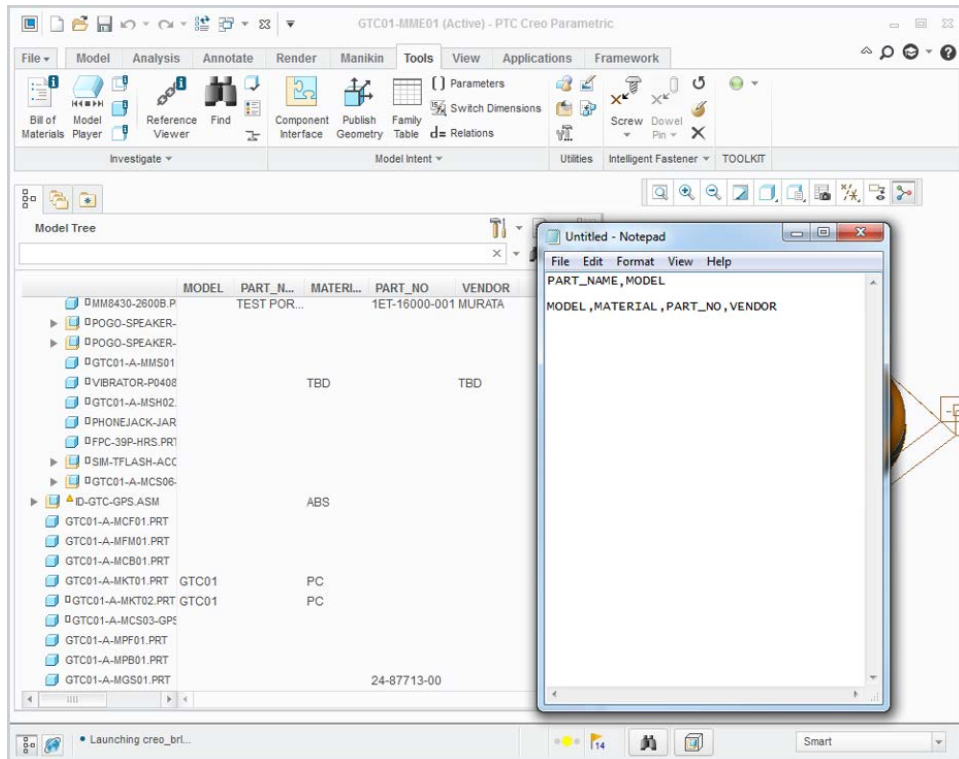 GTC01-MME01 (Active) - PTC Creo Parametric
File Model Analysis Annotate Render Manikin Tools View Applications Framework
Bill of Materials
Model Player
Reference Viewer
Find
Component Interface
Publish Geometry
Family Table
[ ] Parameters
Switch Dimensions
d= Relations
Screw
Dowel Pin
Investigate Model Intent Utilities Intelligent Fastener TOOLKIT
Model Tree
MODEL PART_N... MATERI... PART_NO VENDOR
MM8430-2600B.P TEST POR... 1ET-16000-001 MURATA
POGO-SPEAKER-
POGO-SPEAKER-
GTC01-A-MMS01
VIBRATOR-P0408 TBD TBD
GTC01-A-MSH02.
PHONEJACK-JAR
FPC-39P-HRS.PRT
SIM-TFLASH-ACC
GTC01-A-MCS06-
ID-GTC-GPS.ASM ABS
GTC01-A-MCF01.PRT
GTC01-A-MFM01.PRT
GTC01-A-MCB01.PRT
GTC01-A-MKT01.PRT GTC01 PC
GTC01-A-MKT02.PRT GTC01 PC
GTC01-A-MCS03-GPS
GTC01-A-MPF01.PRT
GTC01-A-MPB01.PRT
GTC01-A-MGS01.PRT 24-87713-00
Untitled - Notepad
File Edit Format View Help
PART_NAME,MODEL
MODEL,MATERIAL,PART_NO,VENDOR
• Launching creo_brl...
14
Smart